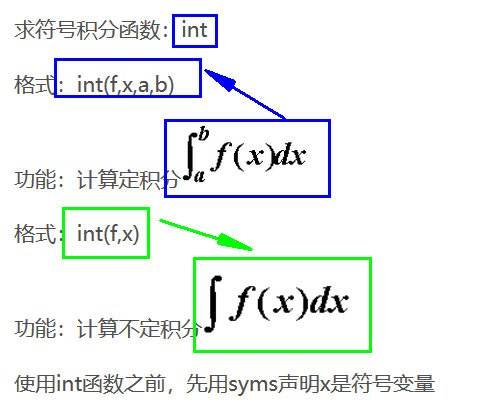 求符号积分函数：int
格式：int(f,x,a,b)
功能：计算定积分∫_a^b f(x)dx
格式：int(f,x)
功能：计算不定积分∫f(x)dx
使用int函数之前，先用syms声明x是符号变量